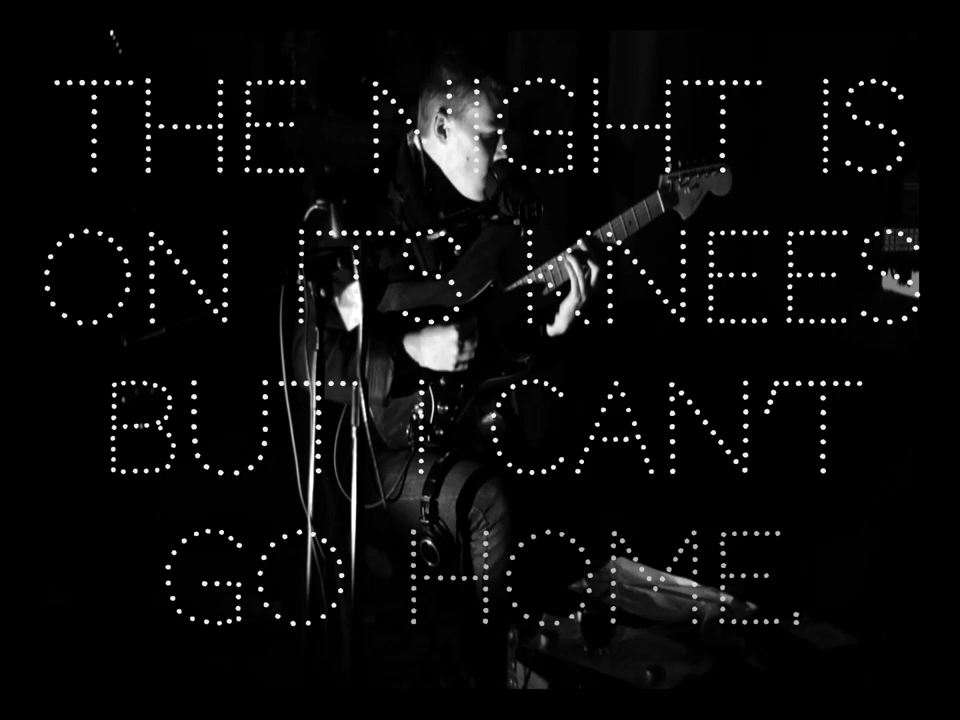 THE NIGHT IS
ON ITS KNEES
BUT I CAN'T
GO HOME.